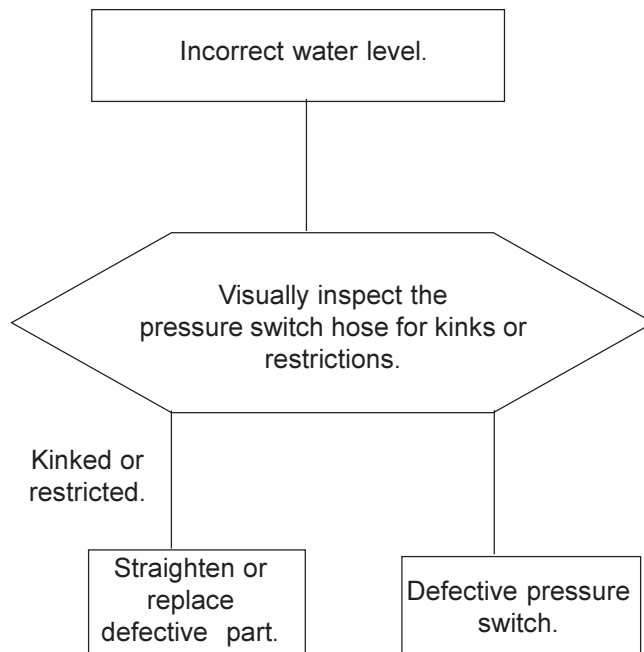 Incorrect water level.
Visually inspect the
pressure switch hose for kinks or
restrictions.
Kinked or
restricted.
Straighten or
replace
defective part.
Defective pressure
switch.